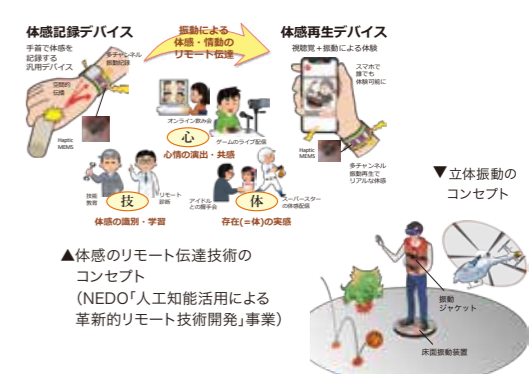 体感記録デバイス
手首で体感を
記録する
汎用デバイス
多チャンネル
振動記録
空間的
伝播
Haptic
MEMS
振動による
体感・情動の
リモート伝達
体感再生デバイス
視聴覚＋振動による体験
スマホで
誰でも
体験可能に
Haptic
MEMS
多チャンネル
振動再生で
リアルな体感
オンライン飲み会
ゲームのライブ配信
心
心情の演出・共感
技術
教育
技
リモート
診断
体感の識別・学習
アイドル
との握手会
体
スーパースター
の体感配信
存在(=体)の実感
▲体感のリモート伝達技術の
コンセプト
（NEDO「人工知能活用による
革新的リモート技術開発」事業）
▼立体振動の
コンセプト
振動
ジャケット
床面振動装置